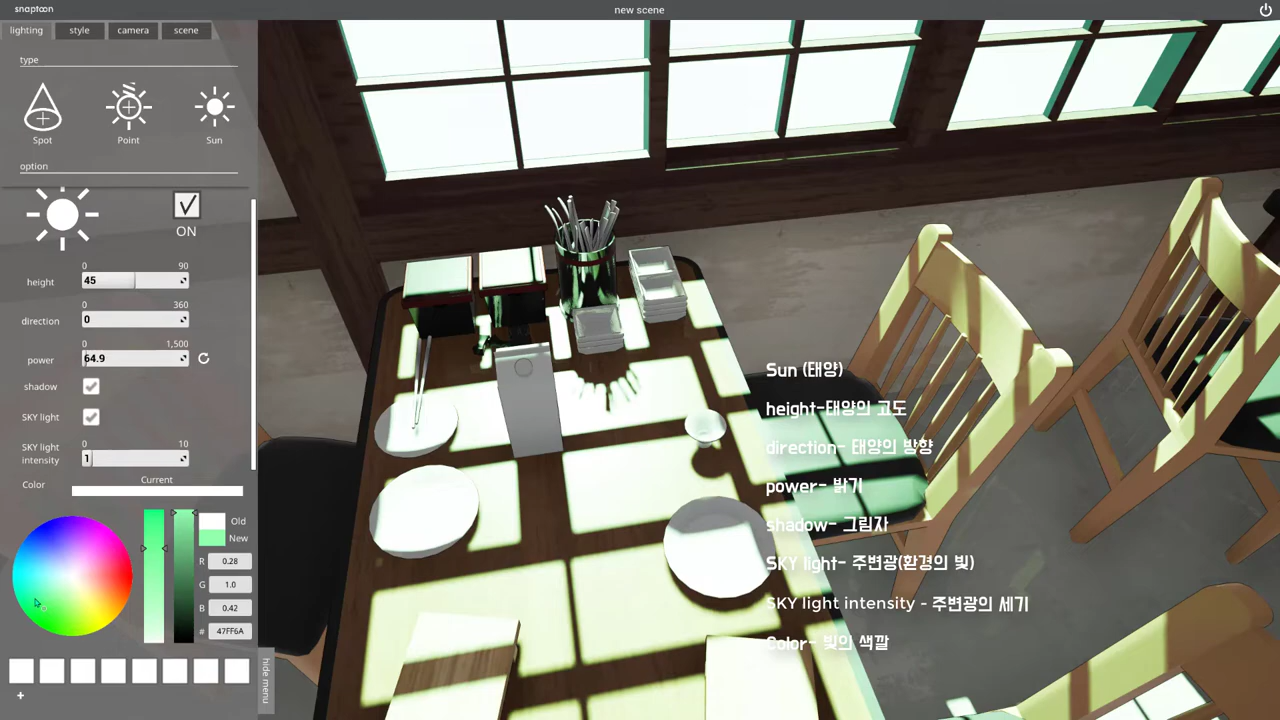 snaptoon
new scene
lighting style camera scene
type
Spot Point Sun
option
ON
0 90
height 45
0 360
direction 0
0 1,500
power 64.9
shadow
SKY light
0 10
SKY light intensity 1
Color Current
Old
New
R 0.28
G 1.0
B 0.42
# 47FF6A
+
hide menu
Sun (태양)
height-태양의 고도
direction- 태양의 방향
power- 밝기
shadow- 그림자
SKY light- 주변광(환경의 빛)
SKY light intensity - 주변광의 세기
Color- 빛의 색깔